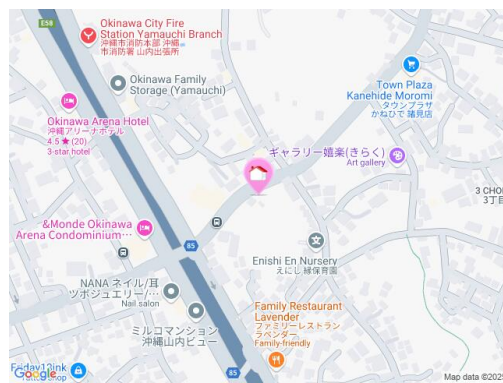 E58
Okinawa City Fire
Station Yamauchi Branch
沖縄市消防本部 沖縄
市消防署 山内出張所
Okinawa Family
Storage (Yamauchi)
Town Plaza
Kanehide Moromi
タウンプラザ
かねひで 諸見店
Okinawa Arena Hotel
沖縄アリーナホテル
4.5★(20)
3-star hotel
ギャラリー嬉楽(きらく)
Art gallery
3 CHO
3丁目
&Monde Okinawa
Arena Condominium...
85
Enishi En Nursery
えにし 縁保育園
85
NANA ネイル/耳
ツボジュエリー/...
Nail salon
ミルコマンション
沖縄山内ビュー
Family Restaurant
Lavender
ファミリーレストラン
ラベンダー
Family-friendly
Friday13ink
Google
Map data ©202